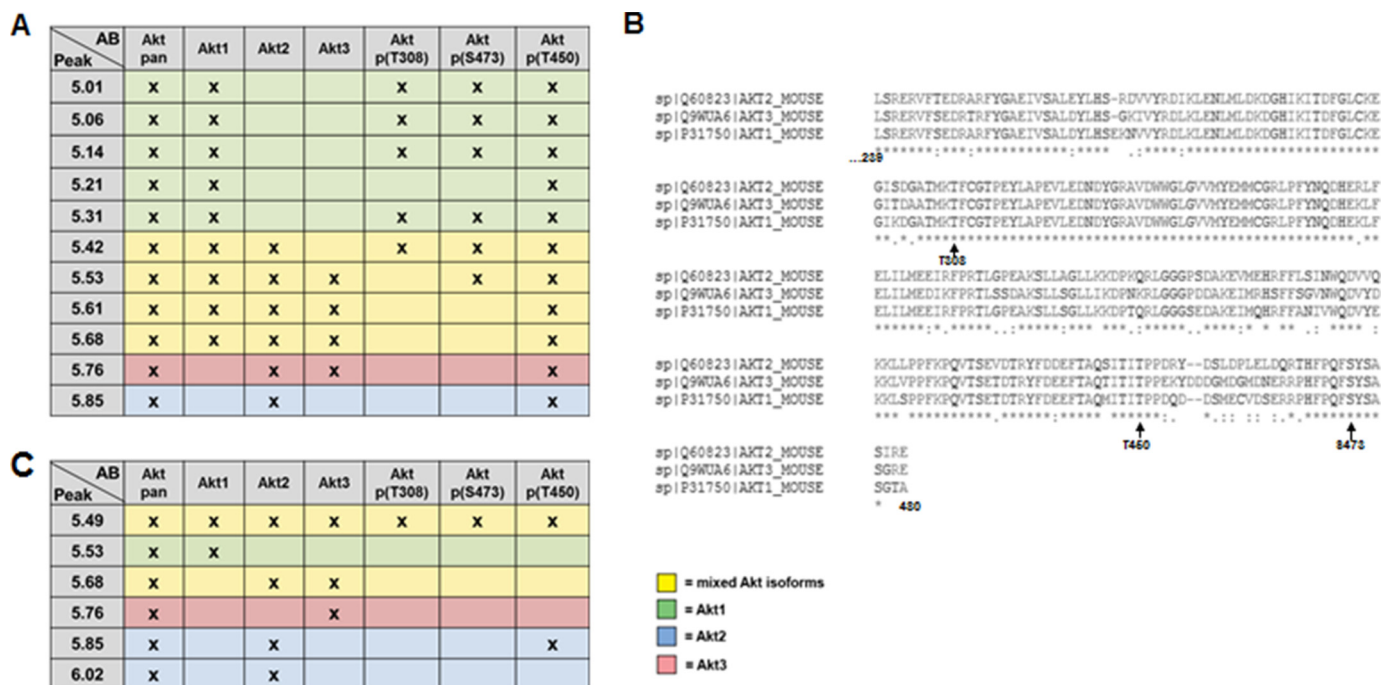 A
AB
Peak
Akt pan Akt1 Akt2 Akt3 Akt p(T308) Akt p(S473) Akt p(T450)
5.01 x x x x x
5.06 x x x x x
5.14 x x x x x
5.21 x x x
5.31 x x x x x
5.42 x x x x x x
5.53 x x x x x x
5.61 x x x x x
5.68 x x x x x
5.76 x x x x
5.85 x x x
C
AB
Peak
Akt pan Akt1 Akt2 Akt3 Akt p(T308) Akt p(S473) Akt p(T450)
5.49 x x x x x x x
5.53 x x
5.68 x x x
5.76 x x
5.85 x x x
6.02 x x
B
sp|Q60823|AKT2_MOUSE LSRERVFTEDRARFYGAEIVSALEYLHS-RDVVYRDIKLENLMLDKDGHIKITDFGLCKE
sp|Q9WUA6|AKT3_MOUSE LSRERVFSEDRTRFYGAEIVSALDYLHS-GKIVYRDLKLENLMLDKDGHIKITDFGLCKE
sp|P31750|AKT1_MOUSE LSRERVFSEDRARFYGAEIVSALDYLHSEKNVVYRDLKLENLMLDKDGHIKITDFGLCKE
...239
sp|Q60823|AKT2_MOUSE GISDGATMKTFCGTPEYLAPEVLEDNDYGRAVDWWGLGVVMYEMMCGRLPFYNQDHERLF
sp|Q9WUA6|AKT3_MOUSE GITDAATMKTFCGTPEYLAPEVLEDNDYGRAVDWWGLGVVMYEMMCGRLPFYNQDHEKLF
sp|P31750|AKT1_MOUSE GIKDGATMKTFCGTPEYLAPEVLEDNDYGRAVDWWGLGVVMYEMMCGRLPFYNQDHEKLF
T308
sp|Q60823|AKT2_MOUSE ELILMEEIRFPRTLGPEAKSLLAGLLKKDPKQRLGGGPSDAKEVMEHRFFLSINWQDVVQ
sp|Q9WUA6|AKT3_MOUSE ELILMEDIKFPRTLSSDAKSLLSGLLIKDPNKRLGGGPDDAKEIMRHSFFSGVNWQDVYD
sp|P31750|AKT1_MOUSE ELILMEEIRFPRTLGPEAKSLLSGLLKKDPTQRLGGGSEDAKEIMQHRFFANIVWQDVYE
sp|Q60823|AKT2_MOUSE KKLLPPFKPQVTSEVDTRYFDDEFTAQSITITPPDRY--DSLDPLELDQRTHFPQFSYSA
sp|Q9WUA6|AKT3_MOUSE KKLVPPFKPQVTSETDTRYFDEEFTAQTITITPPEKYDDDGMDGMDNERRPHFPQFSYSA
sp|P31750|AKT1_MOUSE KKLSPPFKPQVTSETDTRYFDEEFTAQMITITPPDQD--DSMECVDSERRPHFPQFSYSA
T450 S473
sp|Q60823|AKT2_MOUSE SIRE
sp|Q9WUA6|AKT3_MOUSE SGRE
sp|P31750|AKT1_MOUSE SGTA
* 480
= mixed Akt isoforms
= Akt1
= Akt2
= Akt3